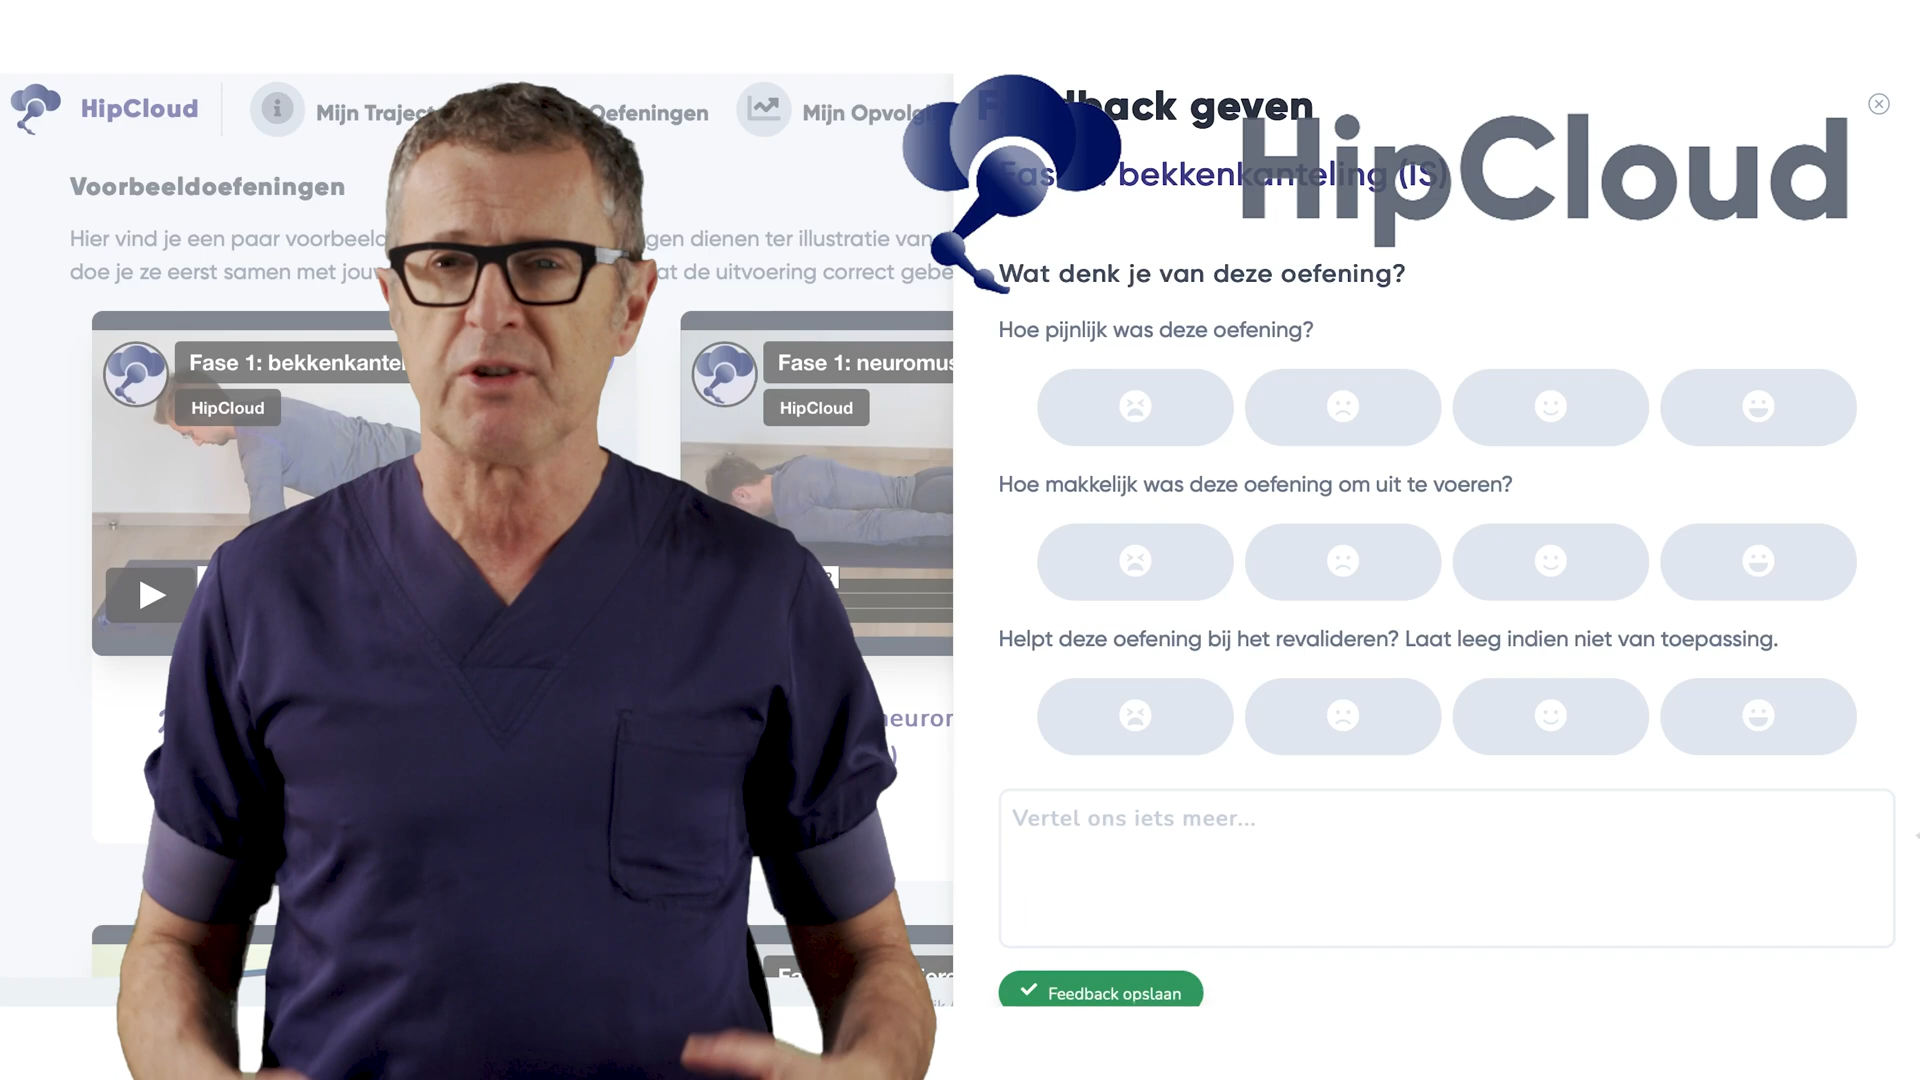 HipCloud
Mijn Traject
Oefeningen
Mijn Opvolg
Voorbeeldoefeningen
Hier vind je een paar voorbeeld
gen dienen ter illustratie van
doe je ze eerst samen met jouw
at de uitvoering correct gebe
Fase 1: bekkenkante
HipCloud
Fase 1: neuromus
HipCloud
neuror
Fa
Feedback geven
HipCloud
bekkenkanteling (IS)
Wat denk je van deze oefening?
Hoe pijnlijk was deze oefening?
Hoe makkelijk was deze oefening om uit te voeren?
Helpt deze oefening bij het revalideren? Laat leeg indien niet van toepassing.
Vertel ons iets meer...
Feedback opslaan